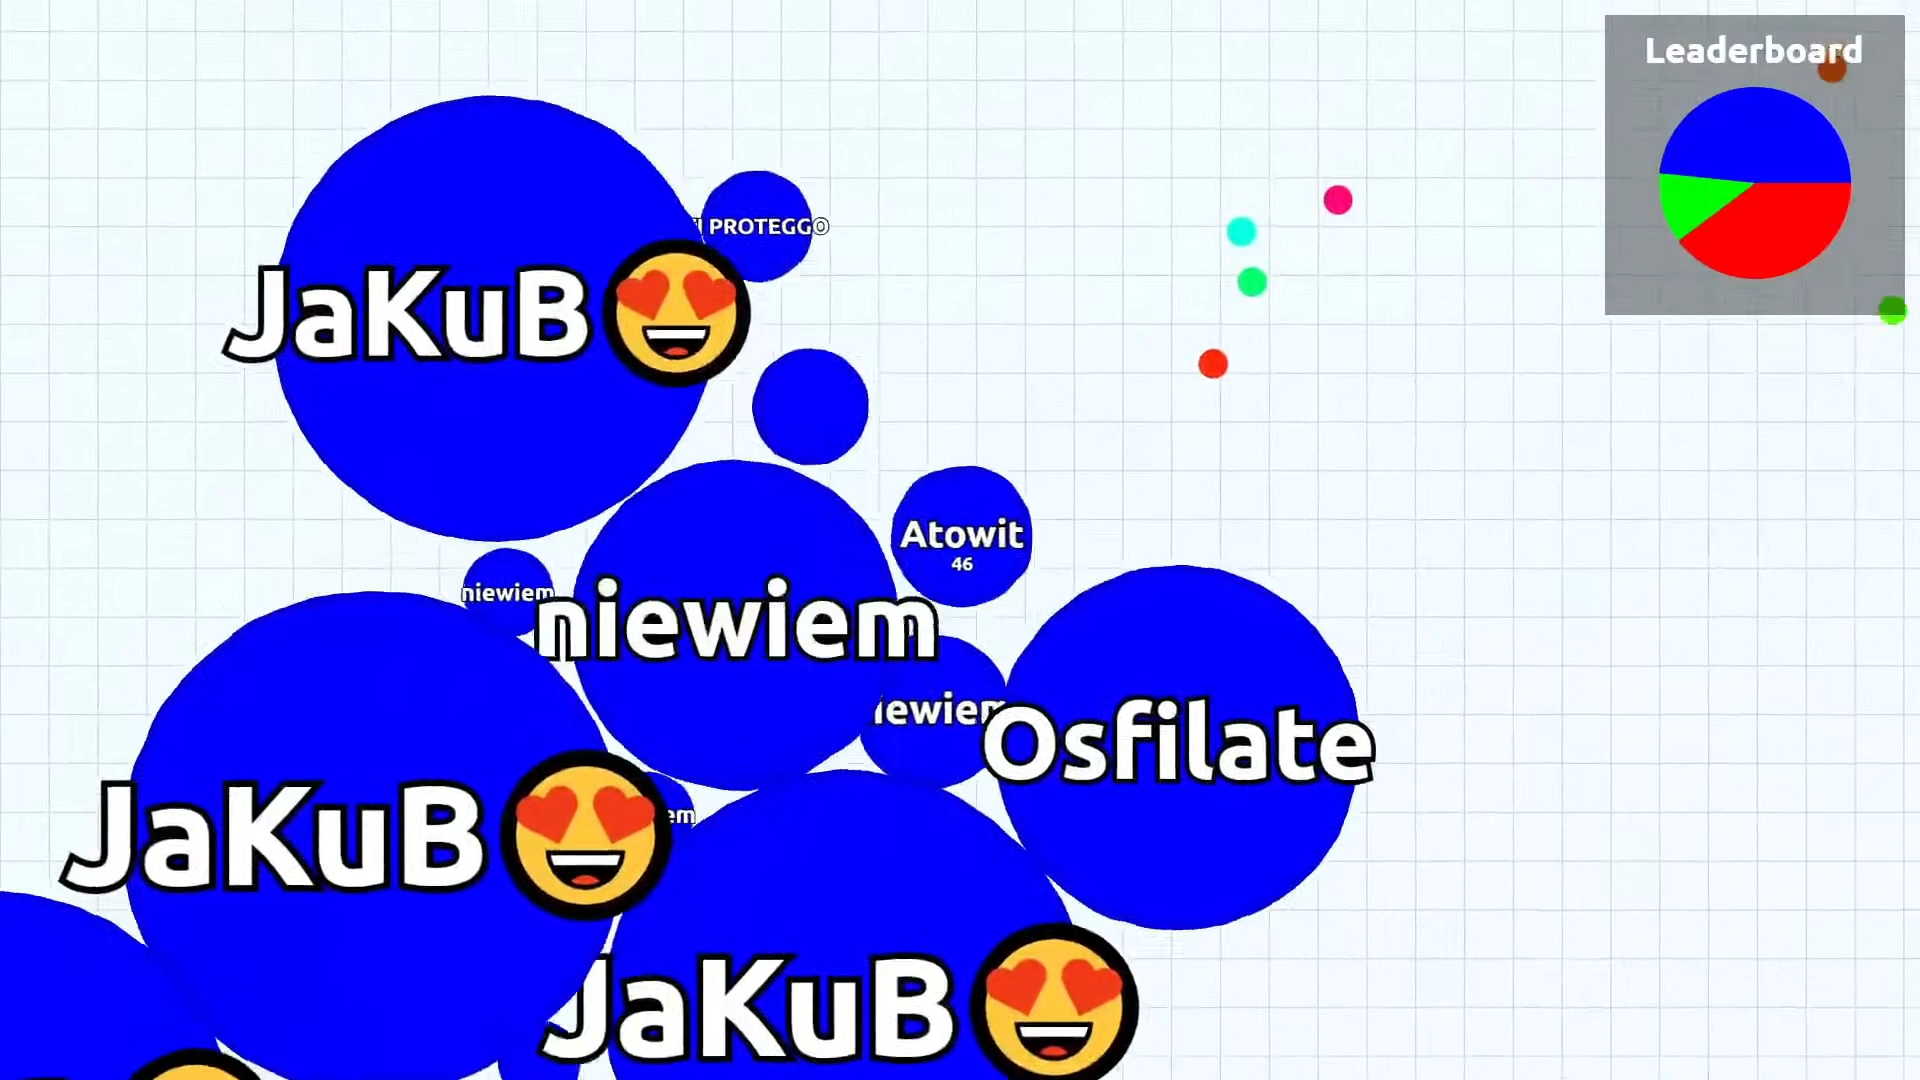 Leaderboard
PROTEGGO
JaKuB😍
Atowit
46
niewiem
niewiem
Osfilate
JaKuB😍
JaKuB😍